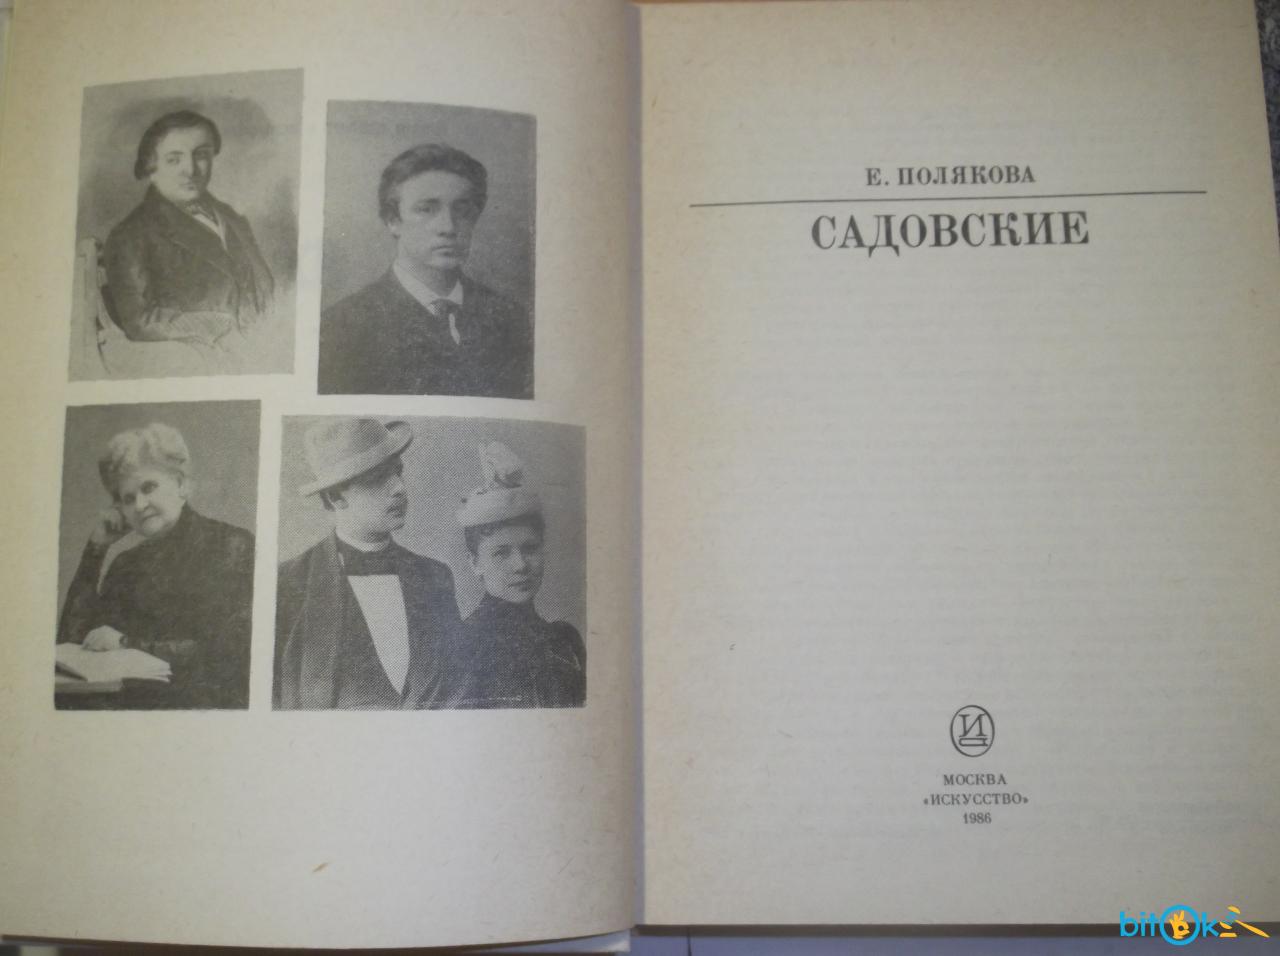 Е. ПОЛЯКОВА
САДОВСКИЕ
И
МОСКВА
«ИСКУССТВО»
1986
bitOk